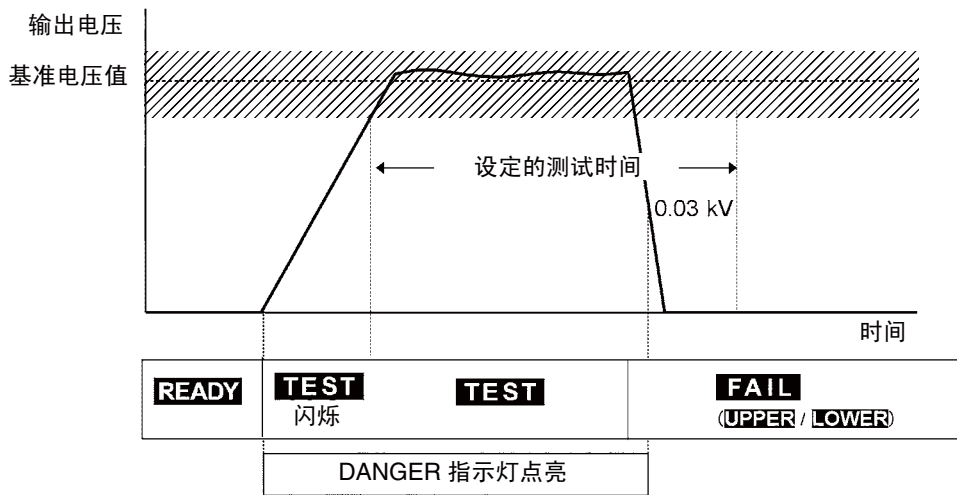 输出电压
基准电压值
设定的测试时间
0.03 kV
时间
READY
TEST
闪烁
TEST
FAIL
(UPPER / LOWER)
DANGER 指示灯点亮